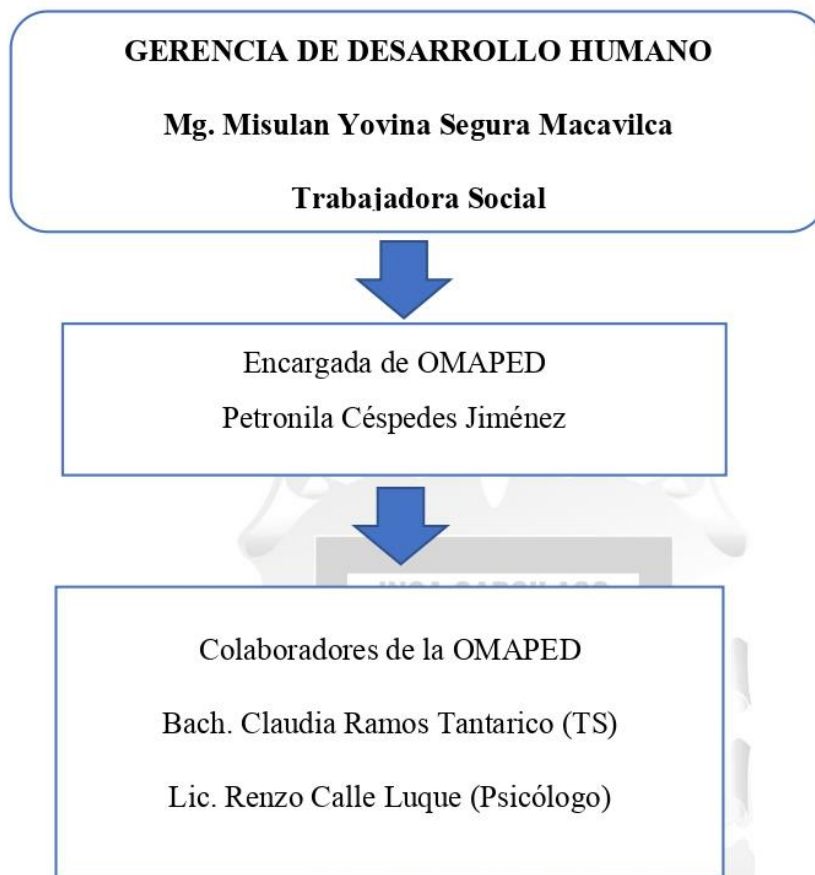 GERENCIA DE DESARROLLO HUMANO
Mg. Misulan Yovina Segura Macavilca
Trabajadora Social
Encargada de OMAPED
Petronila Céspedes Jiménez
Colaboradores de la OMAPED
Bach. Claudia Ramos Tantarico (TS)
Lic. Renzo Calle Luque (Psicólogo)